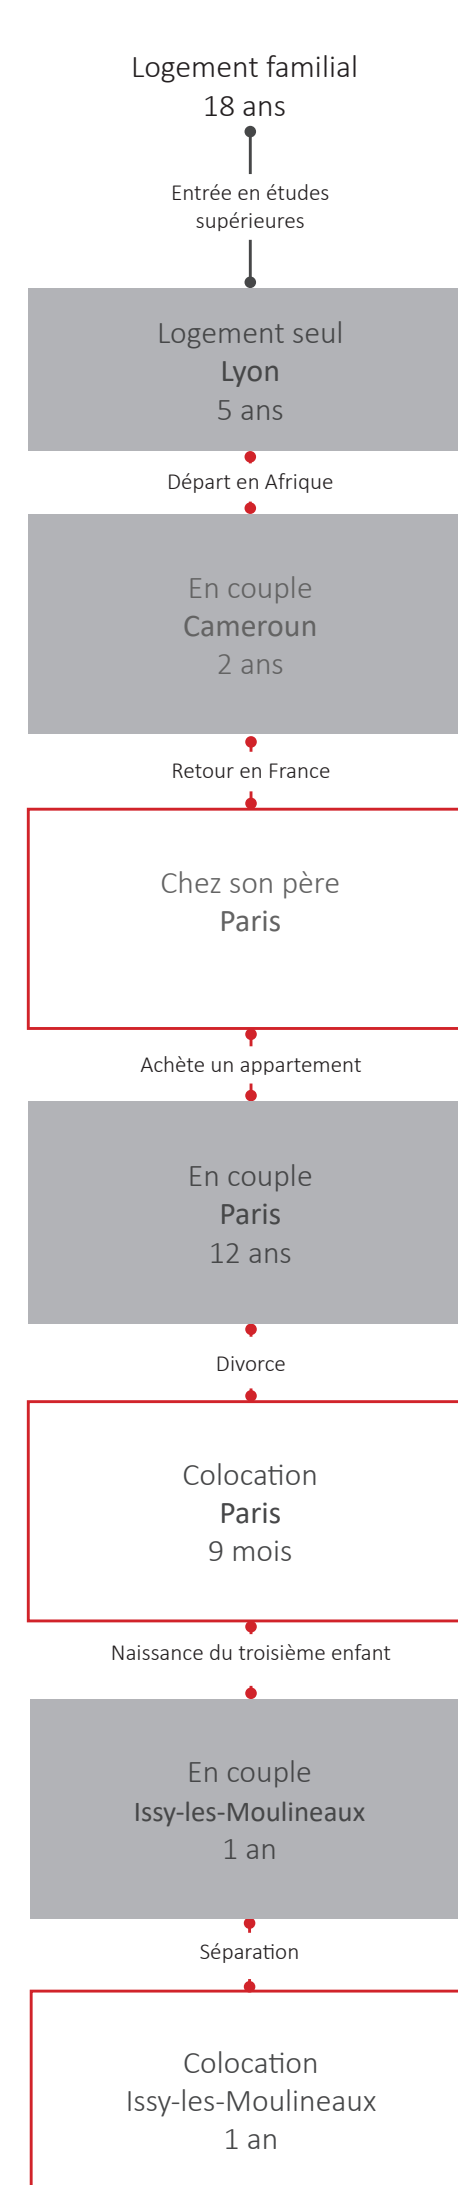 Logement familial
18 ans
Entrée en études
supérieures
Logement seul
Lyon
5 ans
Départ en Afrique
En couple
Cameroun
2 ans
Retour en France
Chez son père
Paris
Achète un appartement
En couple
Paris
12 ans
Divorce
Colocation
Paris
9 mois
Naissance du troisième enfant
En couple
Issy-les-Moulineaux
1 an
Séparation
Colocation
Issy-les-Moulineaux
1 an